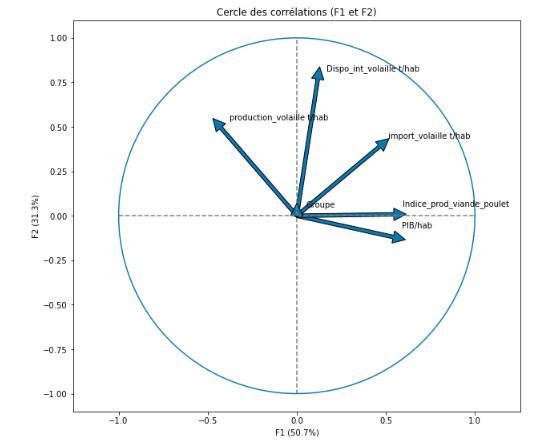 Cercle des corrélations (F1 et F2)
1.00
0.75
0.50
0.25
0.00
−0.25
−0.50
−0.75
−1.00
F2 (31.3%)
Dispo_int_volaille t/hab
production_volaille t/hab
import_volaille t/hab
Groupe
Indice_prod_viande_poulet
PIB/hab
−1.0
−0.5
0.0
0.5
1.0
F1 (50.7%)